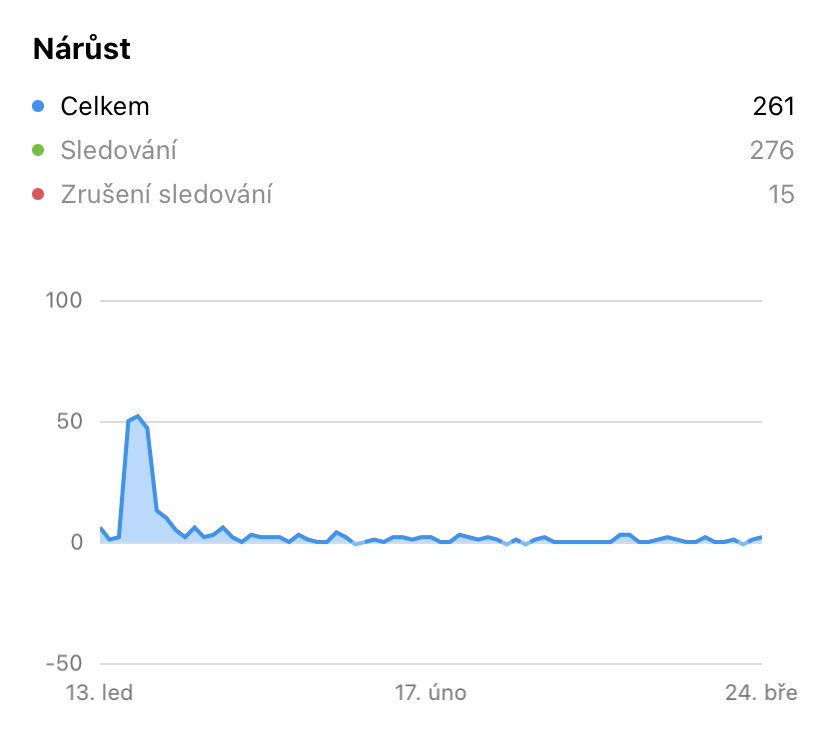 Nárůst
Celkem 261
Sledování 276
Zrušení sledování 15
100
50
0
-50
13. led 17. úno 24. bře